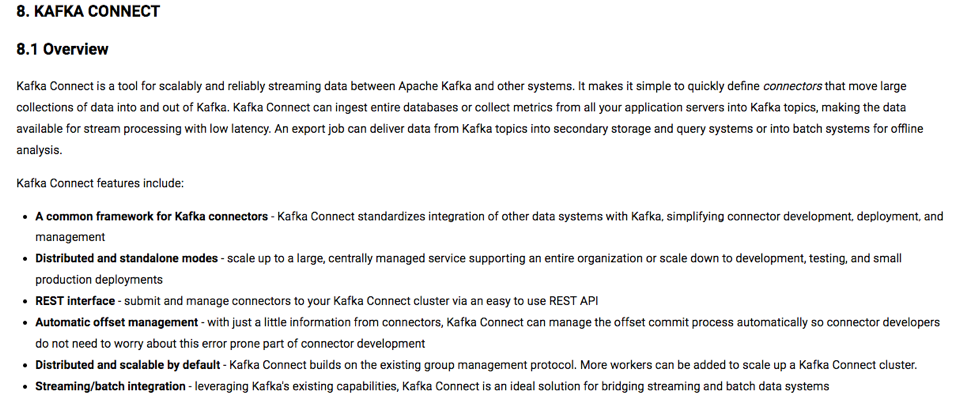 8. KAFKA CONNECT
8.1 Overview
Kafka Connect is a tool for scalably and reliably streaming data between Apache Kafka and other systems. It makes it simple to quickly define connectors that move large
collections of data into and out of Kafka. Kafka Connect can ingest entire databases or collect metrics from all your application servers into Kafka topics, making the data
available for stream processing with low latency. An export job can deliver data from Kafka topics into secondary storage and query systems or into batch systems for offline
analysis.
Kafka Connect features include:
• A common framework for Kafka connectors - Kafka Connect standardizes integration of other data systems with Kafka, simplifying connector development, deployment, and
management
• Distributed and standalone modes - scale up to a large, centrally managed service supporting an entire organization or scale down to development, testing, and small
production deployments
• REST interface - submit and manage connectors to your Kafka Connect cluster via an easy to use REST API
• Automatic offset management - with just a little information from connectors, Kafka Connect can manage the offset commit process automatically so connector developers
do not need to worry about this error prone part of connector development
• Distributed and scalable by default - Kafka Connect builds on the existing group management protocol. More workers can be added to scale up a Kafka Connect cluster.
• Streaming/batch integration - leveraging Kafka's existing capabilities, Kafka Connect is an ideal solution for bridging streaming and batch data systems